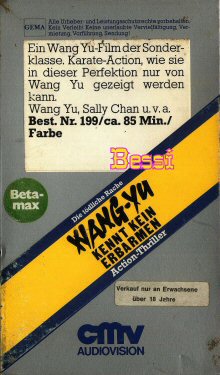 GEMA
Alle Urheber- und Leistungsschutzrechte vorbehalten.
Kein Verleih! Keine unerlaubte Vervielfältigung, Vermietung, Vorführung, Sendung!
Ein Wang Yu-Film der Sonder-
klasse. Karate-Action, wie sie
in dieser Perfektion nur von
Wang Yu gezeigt werden
kann.
Wang Yu, Sally Chan u.v.a.
Best. Nr. 199/ca. 85 Min./
Farbe
Bessi
Beta-
max
Die tödliche Rache
WANG YU
KENNT KEIN
ERBARMEN
Action-Thriller
Verkauf nur an Erwachsene
über 18 Jahre
cmv
AUDIOVISION